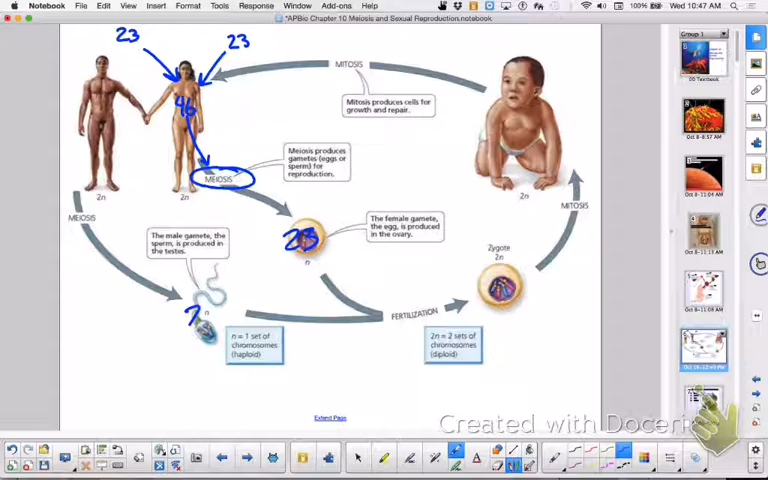 Notebook File Edit View Insert Format Tools Object Response Window Add-ons Help 100% Wed 10:47 AM
*APBio Chapter 10 Meiosis and Sexual Reproduction.notebook
Group 1
00 Textbook
Oct 8-8:57 AM
Oct 8-11:04 AM
Oct 8-11:13 AM
Oct 8-11:08 AM
23
23
46
MITOSIS
Mitosis produces cells for
growth and repair.
2n
2n
2n
MEIOSIS
Meiosis produces
gametes (eggs or
sperm) for
reproduction.
MEIOSIS
MITOSIS
The male gamete, the
sperm, is produced in
the testes.
23
n
The female gamete,
the egg, is produced
in the ovary.
Zygote
2n
?
n
FERTILIZATION
n = 1 set of
chromosomes
(haploid)
2n = 2 sets of
chromosomes
(diploid)
Extend Page
Created with Doceri